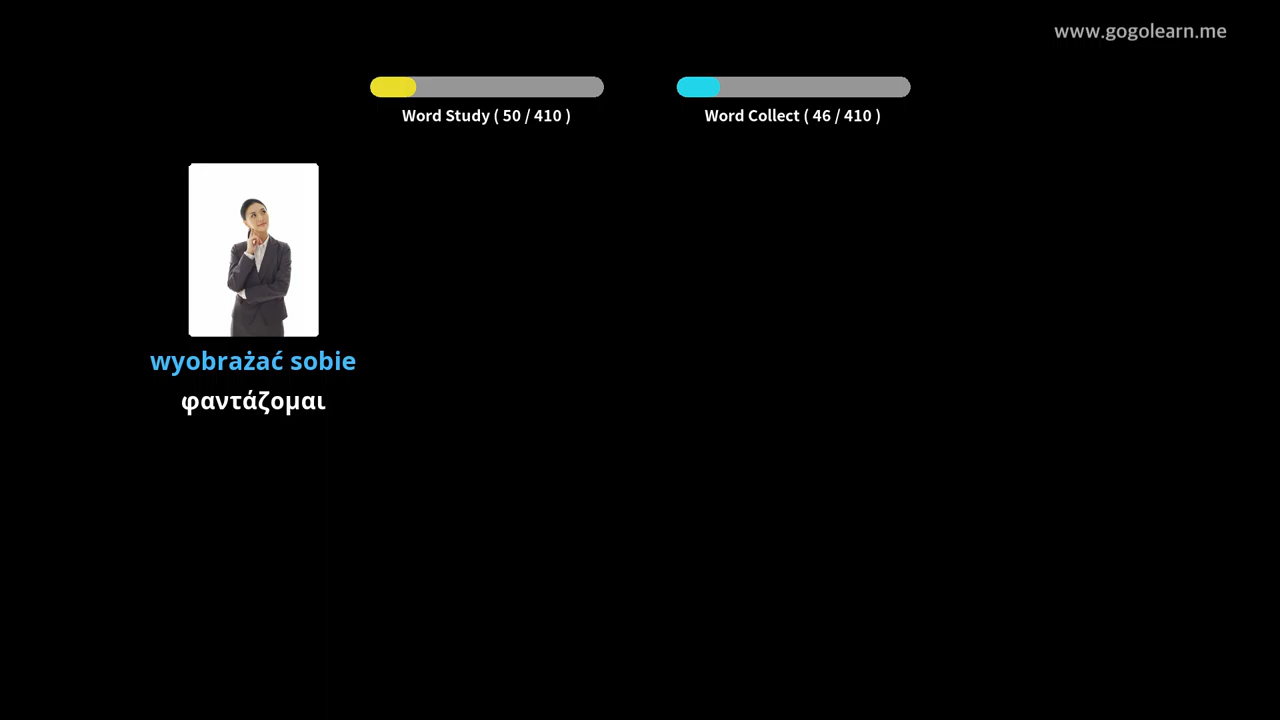 www.gogolearn.me
Word Study ( 50 / 410 )
Word Collect ( 46 / 410 )
wyobrażać sobie
φαντάζομαι